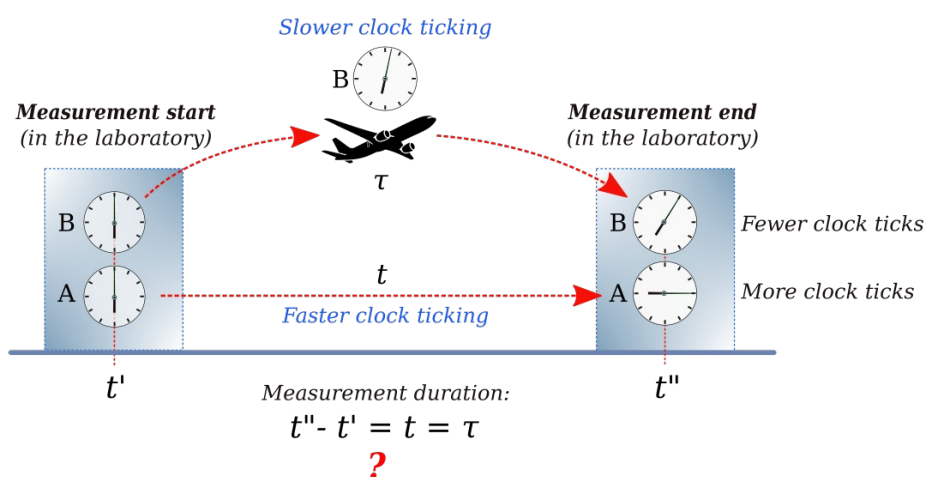 Slower clock ticking
B
Measurement start
(in the laboratory)
Measurement end
(in the laboratory)
τ
B
B
Fewer clock ticks
t
A
A
More clock ticks
Faster clock ticking
t'
t"
Measurement duration:
t"- t' = t = τ
?